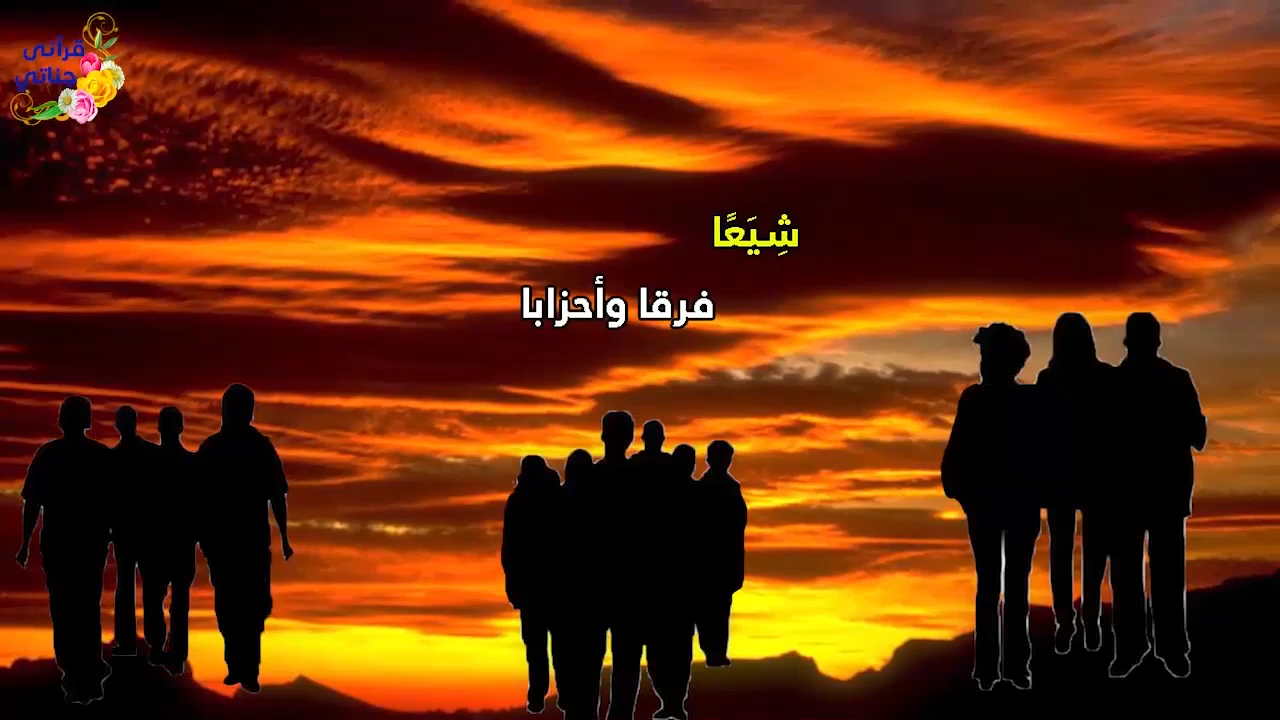 قرآني
جناتي
شِيَعًا
فرقا وأحزابا